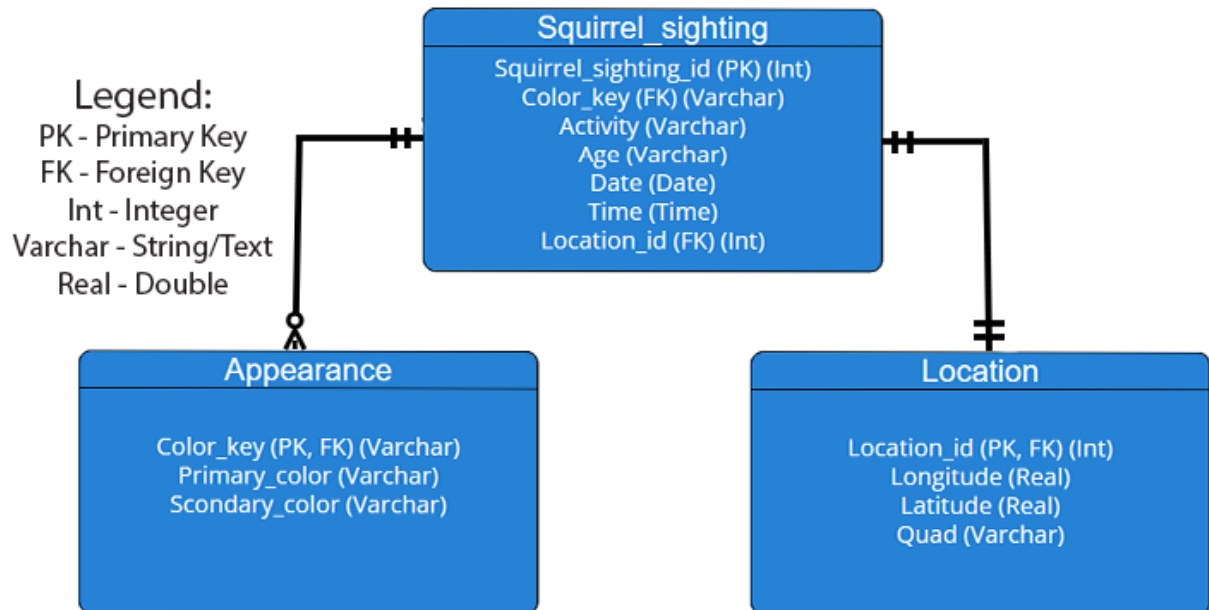 Squirrel_sighting
Squirrel_sighting_id (PK) (Int)
Color_key (FK) (Varchar)
Activity (Varchar)
Age (Varchar)
Date (Date)
Time (Time)
Location_id (FK) (Int)
Legend:
PK - Primary Key
FK - Foreign Key
Int - Integer
Varchar - String/Text
Real - Double
Appearance
Color_key (PK, FK) (Varchar)
Primary_color (Varchar)
Scondary_color (Varchar)
Location
Location_id (PK, FK) (Int)
Longitude (Real)
Latitude (Real)
Quad (Varchar)